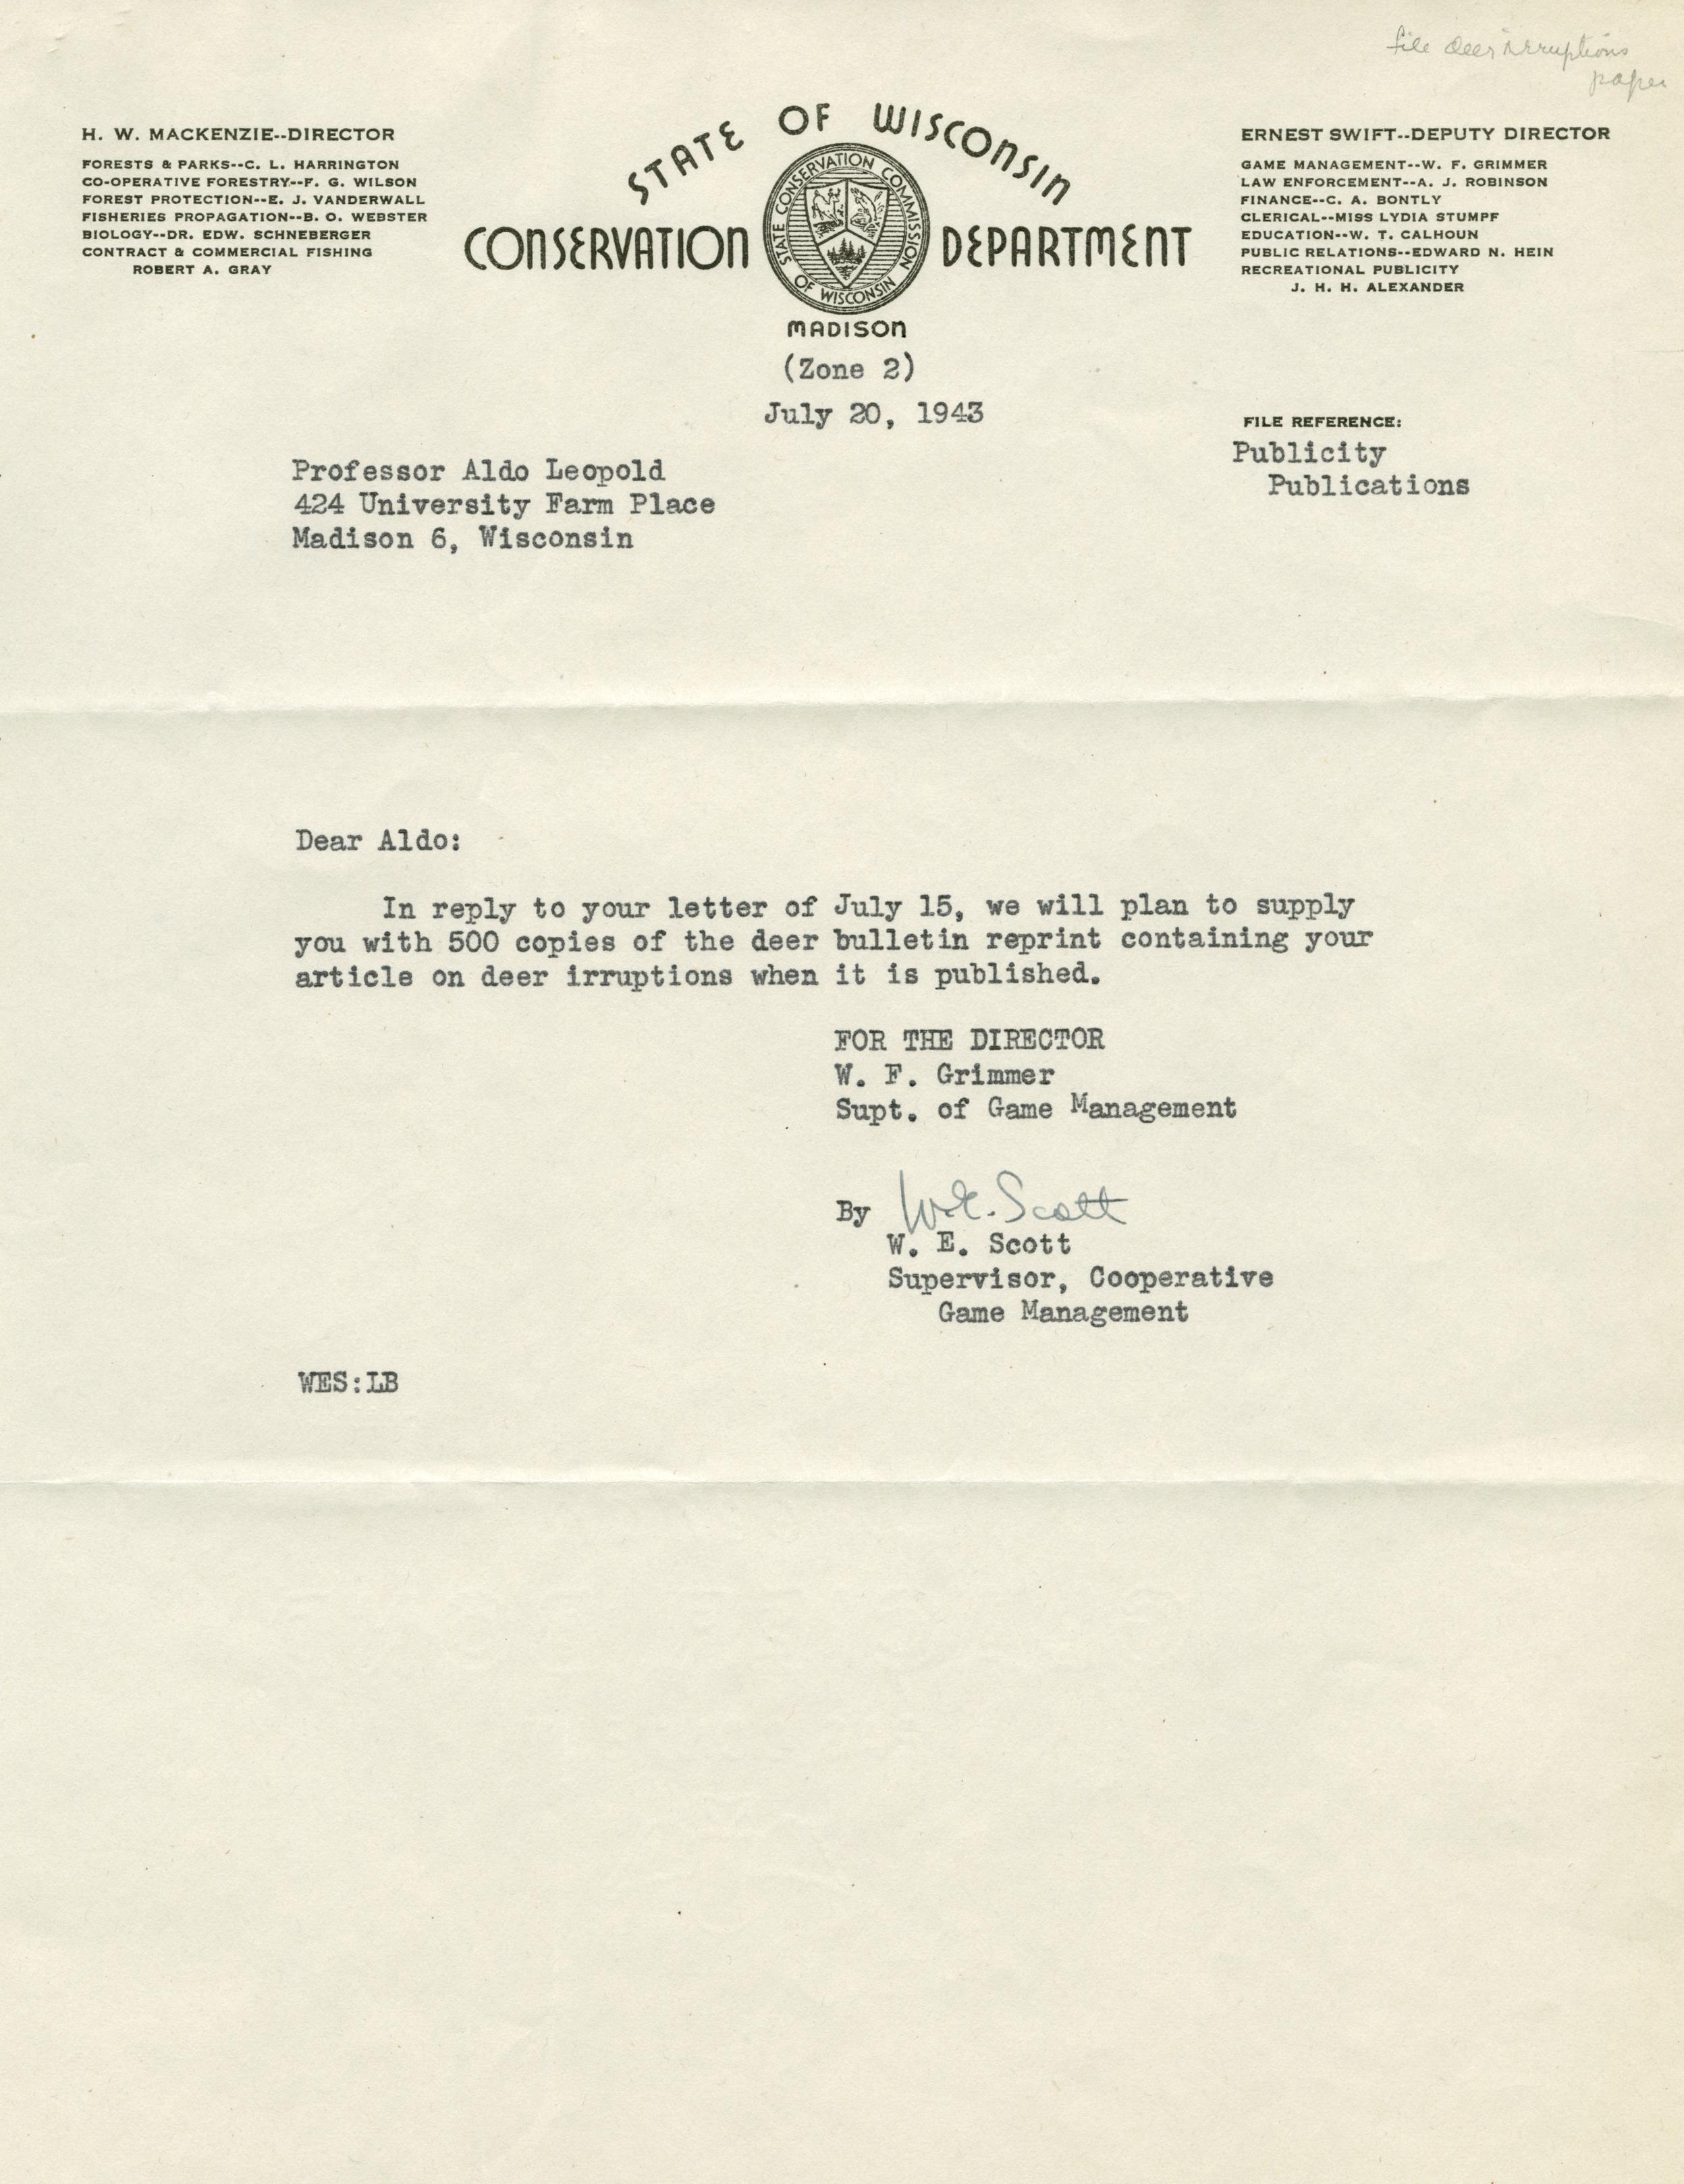 file deer irruptions
paper
H. W. MACKENZIE--DIRECTOR
FORESTS & PARKS--C. L. HARRINGTON
CO-OPERATIVE FORESTRY--F. G. WILSON
FOREST PROTECTION--E. J. VANDERWALL
FISHERIES PROPAGATION--B. O. WEBSTER
BIOLOGY--DR. EDW. SCHNEBERGER
CONTRACT & COMMERCIAL FISHING
ROBERT A. GRAY
STATE OF WISCONSIN
CONSERVATION DEPARTMENT
STATE CONSERVATION COMMISSION
OF WISCONSIN
MADISON
ERNEST SWIFT--DEPUTY DIRECTOR
GAME MANAGEMENT--W. F. GRIMMER
LAW ENFORCEMENT--A. J. ROBINSON
FINANCE--C. A. BONTLY
CLERICAL--MISS LYDIA STUMPF
EDUCATION--W. T. CALHOUN
PUBLIC RELATIONS--EDWARD N. HEIN
RECREATIONAL PUBLICITY
J. H. H. ALEXANDER
(Zone 2)
July 20, 1943
FILE REFERENCE:
Publicity
Publications
Professor Aldo Leopold
424 University Farm Place
Madison 6, Wisconsin
Dear Aldo:
In reply to your letter of July 15, we will plan to supply
you with 500 copies of the deer bulletin reprint containing your
article on deer irruptions when it is published.
FOR THE DIRECTOR
W. F. Grimmer
Supt. of Game Management
By W.E. Scott
W. E. Scott
Supervisor, Cooperative
Game Management
WES:LB